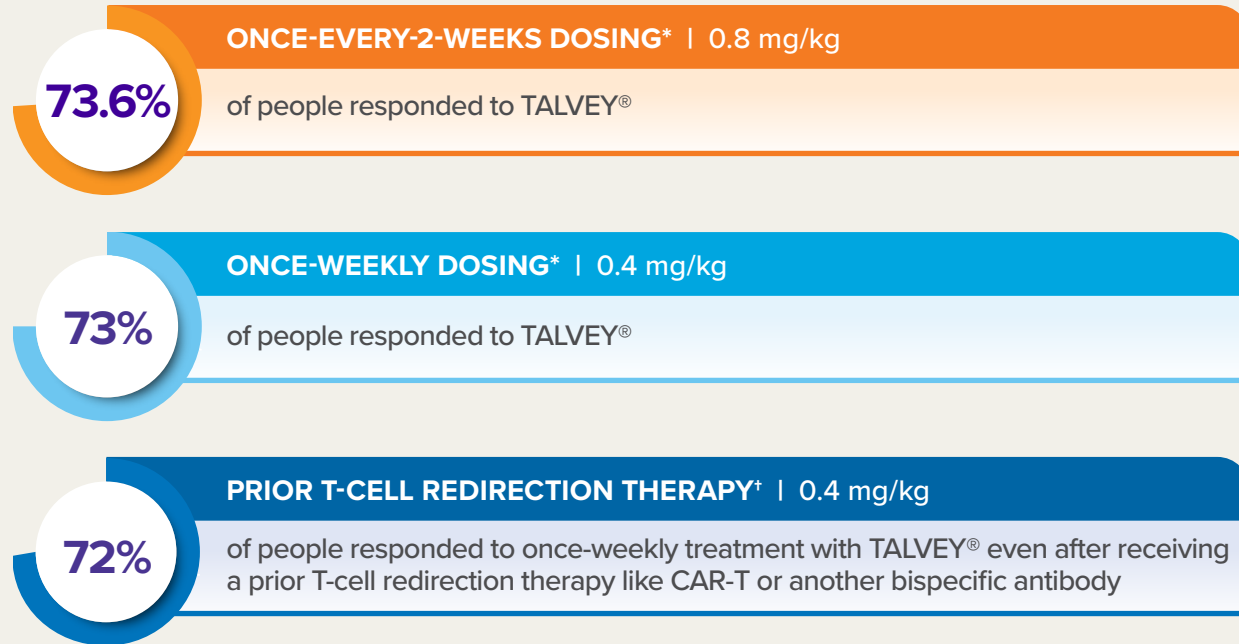 73.6%
ONCE-EVERY-2-WEEKS DOSING* | 0.8 mg/kg
of people responded to TALVEY®
73%
ONCE-WEEKLY DOSING* | 0.4 mg/kg
of people responded to TALVEY®
72%
PRIOR T-CELL REDIRECTION THERAPY† | 0.4 mg/kg
of people responded to once-weekly treatment with TALVEY® even after receiving
a prior T-cell redirection therapy like CAR-T or another bispecific antibody